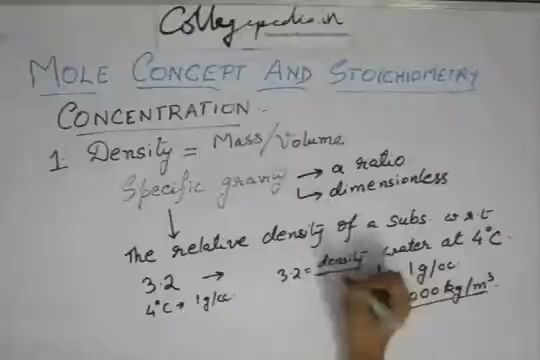 Collegepedia.in
MOLE CONCEPT AND STOICHIOMETRY
CONCENTRATION
1. Density = Mass/Volume
Specific gravity → a ratio
↳ dimensionless
↓
The relative density of a subs. w.r.t
water at 4°C.
3.2 → 3.2 = density
1g/cc
4°C → 1g/cc
000 kg/m³